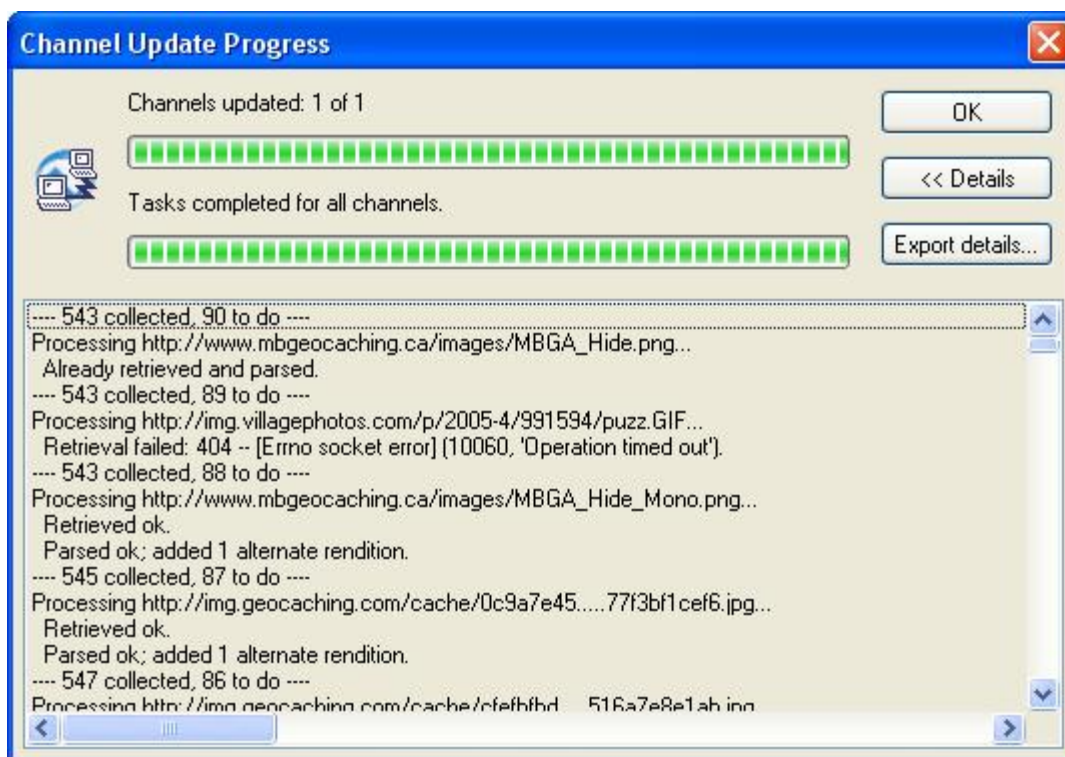 Channel Update Progress
Channels updated: 1 of 1
OK
<< Details
Tasks completed for all channels.
Export details...
---- 543 collected, 90 to do ----
Processing http://www.mbgeocaching.ca/images/MBGA_Hide.png...
Already retrieved and parsed.
---- 543 collected, 89 to do ----
Processing http://img.villagephotos.com/p/2005-4/991594/puzz.GIF...
Retrieval failed: 404 -- [Errno socket error] (10060, 'Operation timed out').
---- 543 collected, 88 to do ----
Processing http://www.mbgeocaching.ca/images/MBGA_Hide_Mono.png...
Retrieved ok.
Parsed ok; added 1 alternate rendition.
---- 545 collected, 87 to do ----
Processing http://img.geocaching.com/cache/0c9a7e45.....77f3bf1cef6.jpg...
Retrieved ok.
Parsed ok; added 1 alternate rendition.
---- 547 collected, 86 to do ----
Processing